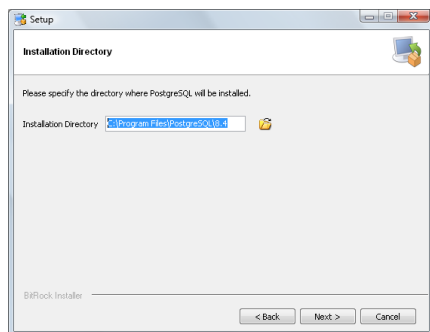 Setup
Installation Directory
Please specify the directory where PostgreSQL will be installed.
Installation Directory C:\Program Files\PostgreSQL\8.4
BitRock Installer
< Back Next > Cancel